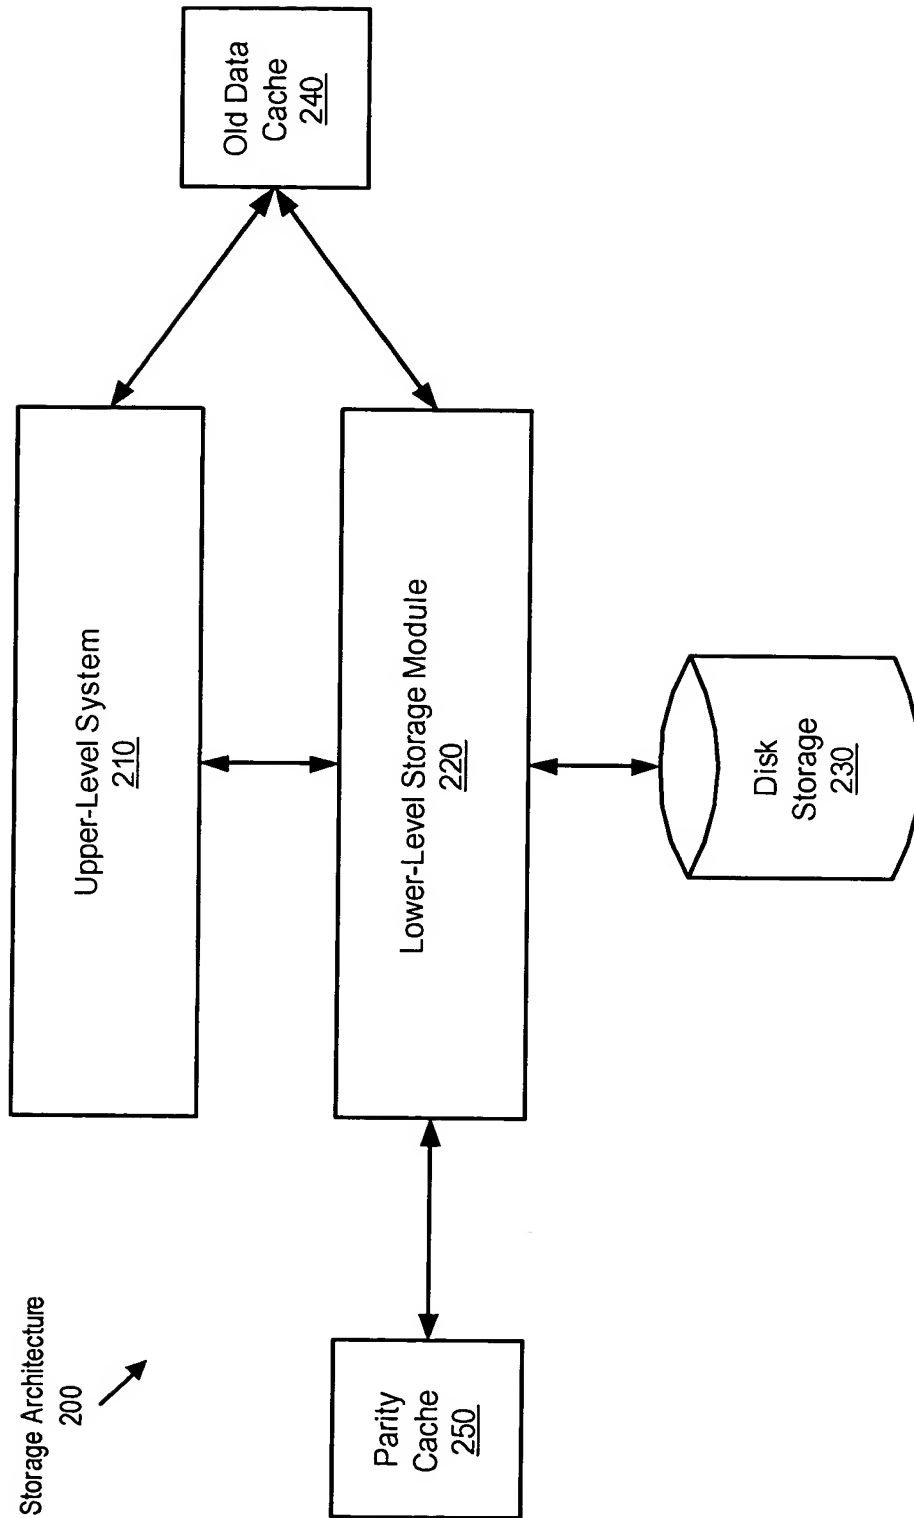 Storage Architecture
200
Upper-Level System
210
Old Data
Cache
240
Lower-Level Storage Module
220
Parity
Cache
250
Disk
Storage
230